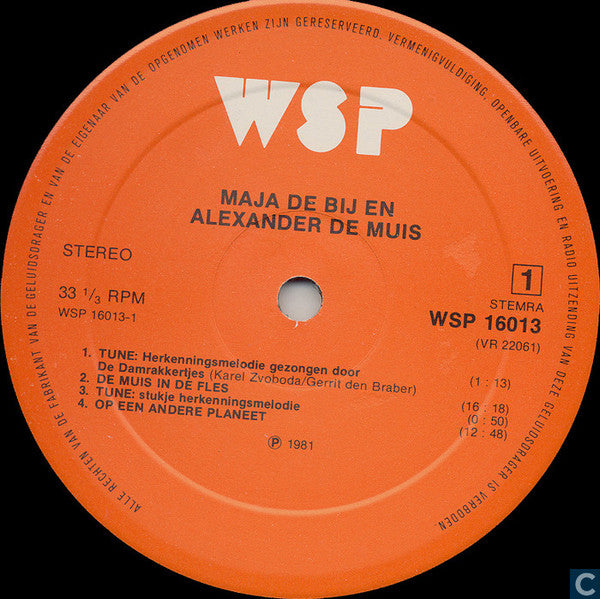 ALLE RECHTEN VAN DE FABRIKANT VAN DE GELUIDSDRAGER EN VAN DE EIGENAAR VAN DE OPGENOMEN WERKEN ZIJN GERESERVEERD. VERMENIGVULDIGING, OPENBARE UITVOERING EN RADIO UITZENDING VAN DEZE GELUIDSDRAGER IS VERBODEN.
WSP
MAJA DE BIJ EN
ALEXANDER DE MUIS
STEREO
33 1/3 RPM
WSP 16013-1
1
STEMRA
WSP 16013
(VR 22061)
1. TUNE: Herkenningsmelodie gezongen door
De Damrakkertjes (Karel Zvoboda/Gerrit den Braber) (1 : 13)
2. DE MUIS IN DE FLES (16 : 18)
3. TUNE: stukje herkenningsmelodie (0 : 50)
4. OP EEN ANDERE PLANEET (12 : 48)
℗ 1981
C